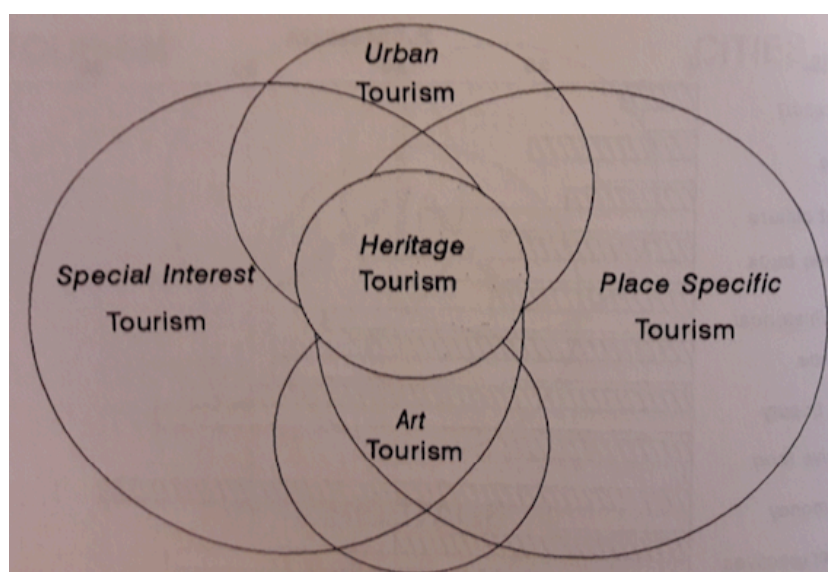 Urban
Tourism
Heritage
Tourism
Special Interest
Tourism
Place Specific
Tourism
Art
Tourism